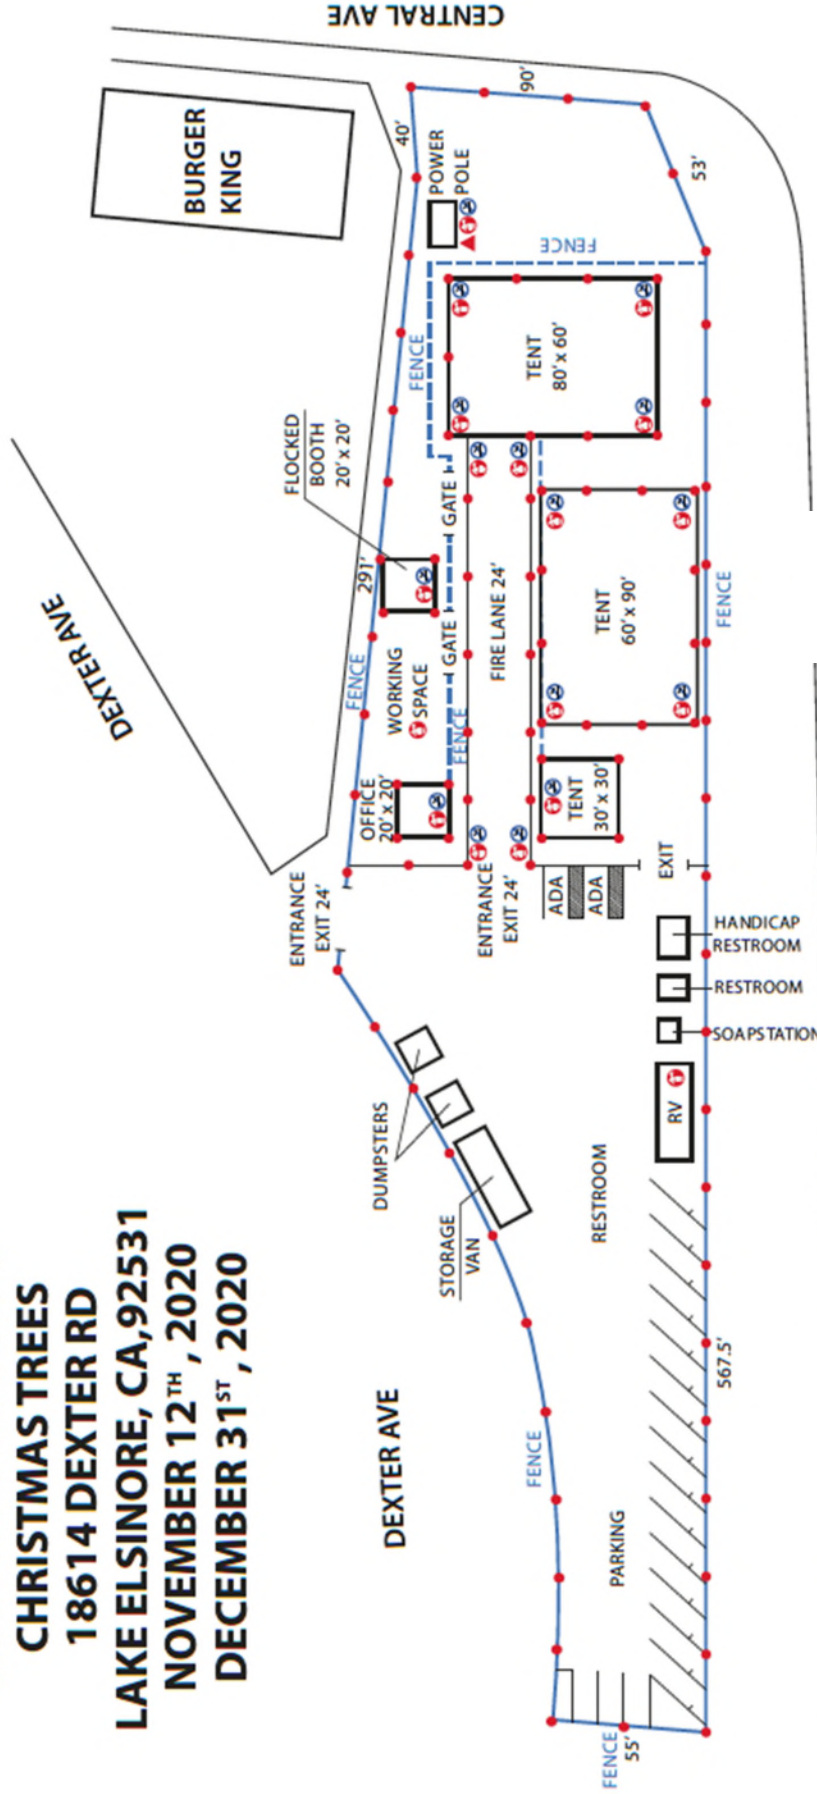 CHRISTMAS TREES
18614 DEXTER RD
LAKE ELSINORE, CA,92531
NOVEMBER 12TH, 2020
DECEMBER 31ST, 2020
DEXTER AVE
DEXTER AVE
BURGER
KING
CENTRAL AVE
FLOCKED
BOOTH
20' x 20'
40'
90'
53'
POWER
POLE
FENCE
FENCE
TENT
80' x 60'
291'
FENCE
WORKING
SPACE
GATE
GATE
FENCE
FIRE LANE 24'
TENT
60' x 90'
FENCE
OFFICE
20' x 20'
TENT
30' x 30'
ENTRANCE
EXIT 24'
ENTRANCE
EXIT 24'
ADA
ADA
EXIT
HANDICAP
RESTROOM
RESTROOM
SOAPSTATION
RV
DUMPSTERS
STORAGE
VAN
RESTROOM
FENCE
PARKING
567.5'
FENCE
55'